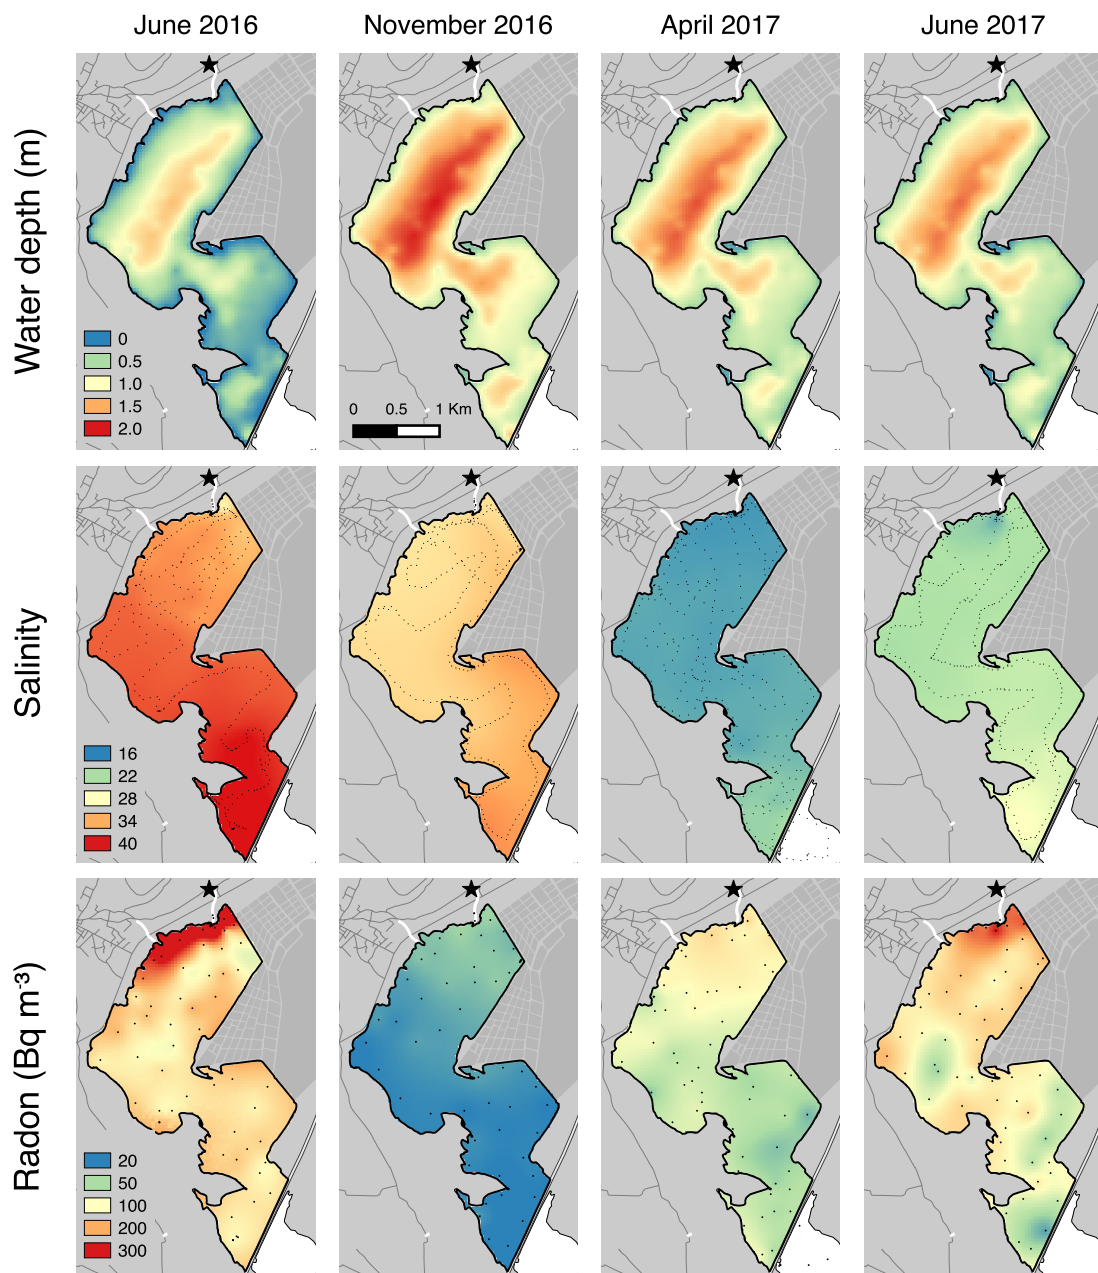 June 2016
November 2016
April 2017
June 2017
Water depth (m)
0
0.5
1.0
1.5
2.0
0 0.5 1 Km
Salinity
16
22
28
34
40
Radon (Bq m⁻³)
20
50
100
200
300